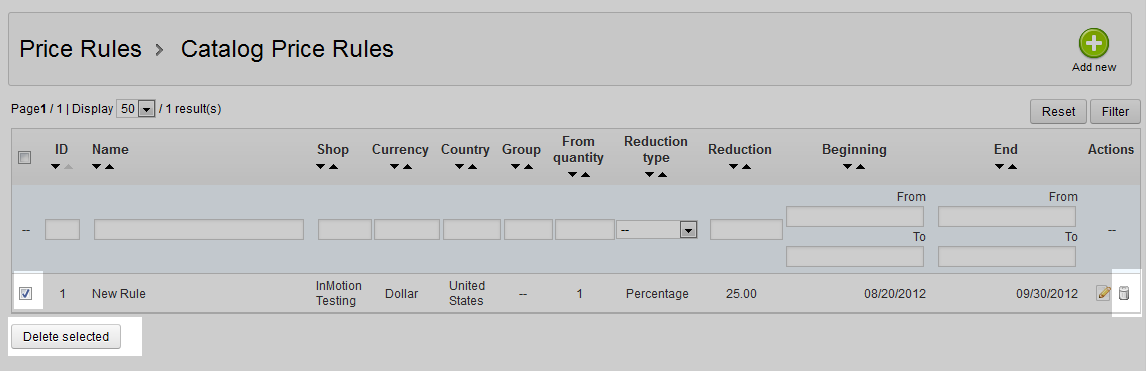 Price Rules > Catalog Price Rules
Add new
Page1 / 1 | Display 50 / 1 result(s)
Reset Filter
ID Name Shop Currency Country Group From quantity Reduction type Reduction Beginning End Actions
From From
-- -- --
To To
1 New Rule InMotion Testing Dollar United States -- 1 Percentage 25.00 08/20/2012 09/30/2012
Delete selected